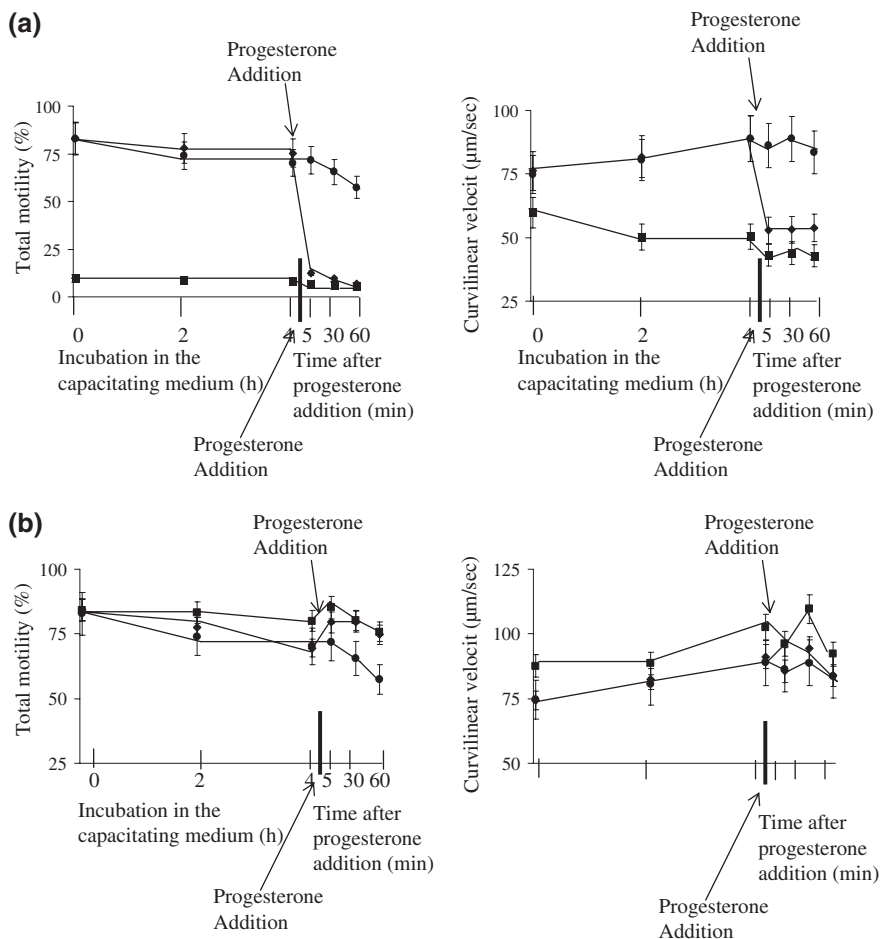 (a)
Progesterone
Addition
100
75
50
25
0
Total motility (%)
0 2 4 5 30 60
Incubation in the
capacitating medium (h)
Time after
progesterone
addition (min)
Progesterone
Addition
Progesterone
Addition
100
75
50
25
Curvilinear velocit (µm/sec)
0 2 4 5 30 60
Incubation in the
capacitating medium (h)
Time after
progesterone
addition (min)
Progesterone
Addition
(b)
Progesterone
Addition
100
75
50
25
Total motility (%)
0 2 4 5 30 60
Incubation in the
capacitating medium (h)
Time after
progesterone
addition (min)
Progesterone
Addition
Progesterone
Addition
125
100
75
50
Curvilinear velocit (µm/sec)
Time after
progesterone
addition (min)
Progesterone
Addition